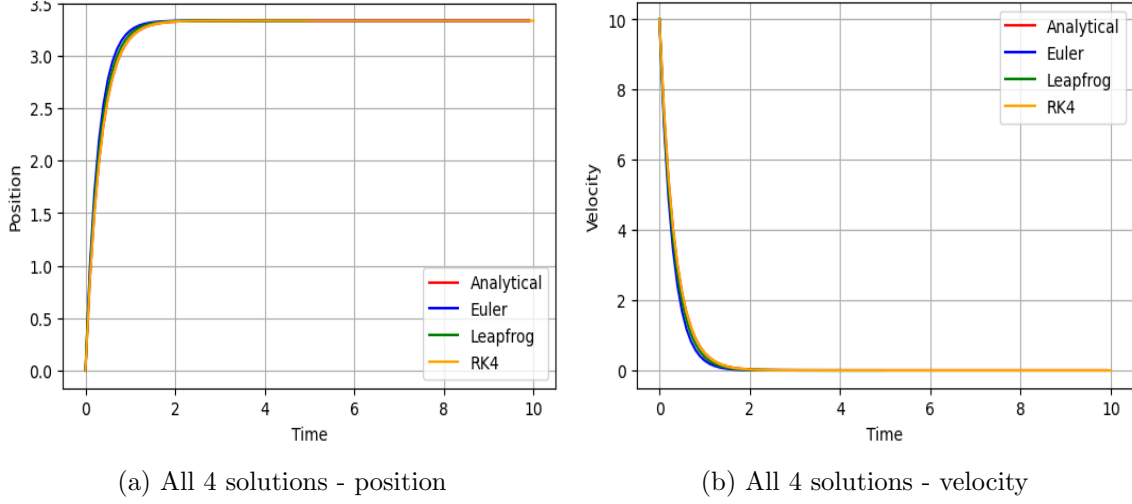 3.5
3.0
2.5
2.0
1.5
1.0
0.5
0.0
Position
0 2 4 6 8 10
Time
Analytical
Euler
Leapfrog
RK4
(a) All 4 solutions - position
10
8
6
4
2
0
Velocity
0 2 4 6 8 10
Time
Analytical
Euler
Leapfrog
RK4
(b) All 4 solutions - velocity